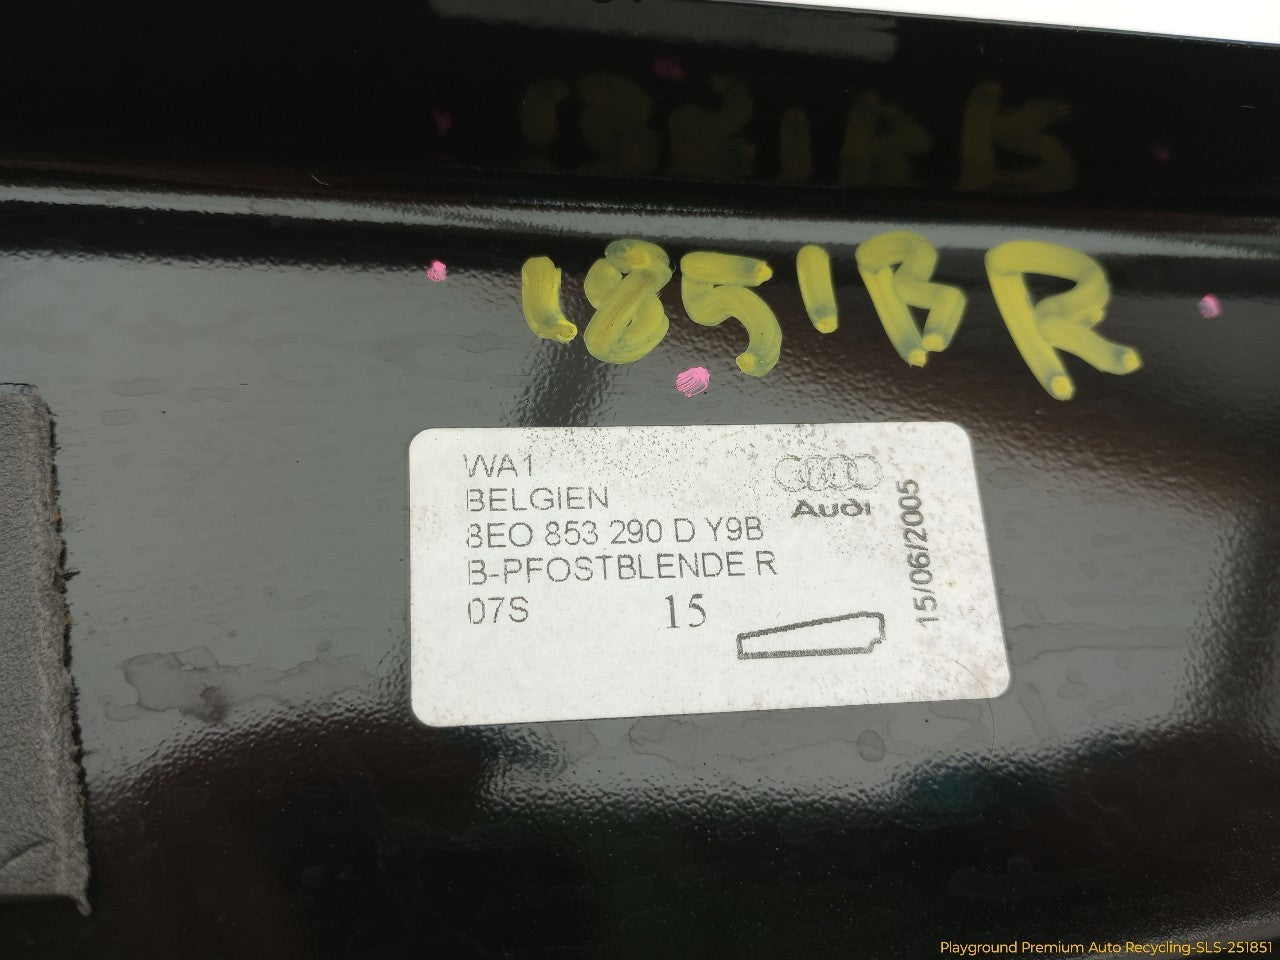 1851BR
WA1
BELGIEN
8E0 853 290 D Y9B
B-PFOSTBLENDE R
07S 15
Audi
15/06/2005
Playground Premium Auto Recycling-SLS-251851